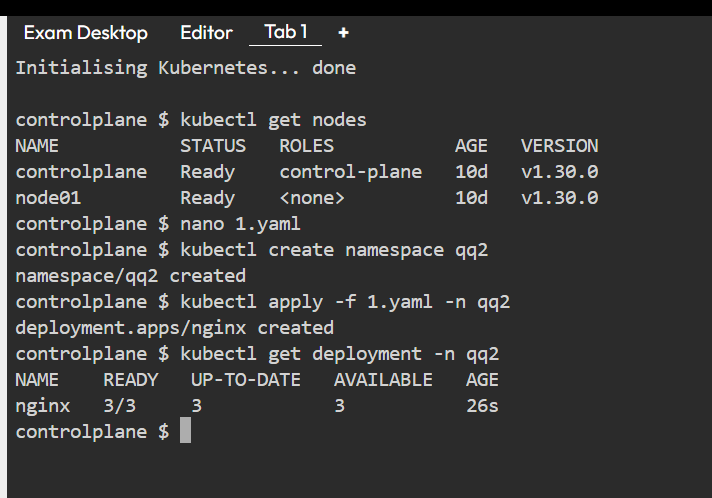 Exam Desktop Editor Tab 1 +
Initialising Kubernetes... done
controlplane $ kubectl get nodes
NAME STATUS ROLES AGE VERSION
controlplane Ready control-plane 10d v1.30.0
node01 Ready <none> 10d v1.30.0
controlplane $ nano 1.yaml
controlplane $ kubectl create namespace qq2
namespace/qq2 created
controlplane $ kubectl apply -f 1.yaml -n qq2
deployment.apps/nginx created
controlplane $ kubectl get deployment -n qq2
NAME READY UP-TO-DATE AVAILABLE AGE
nginx 3/3 3 3 26s
controlplane $